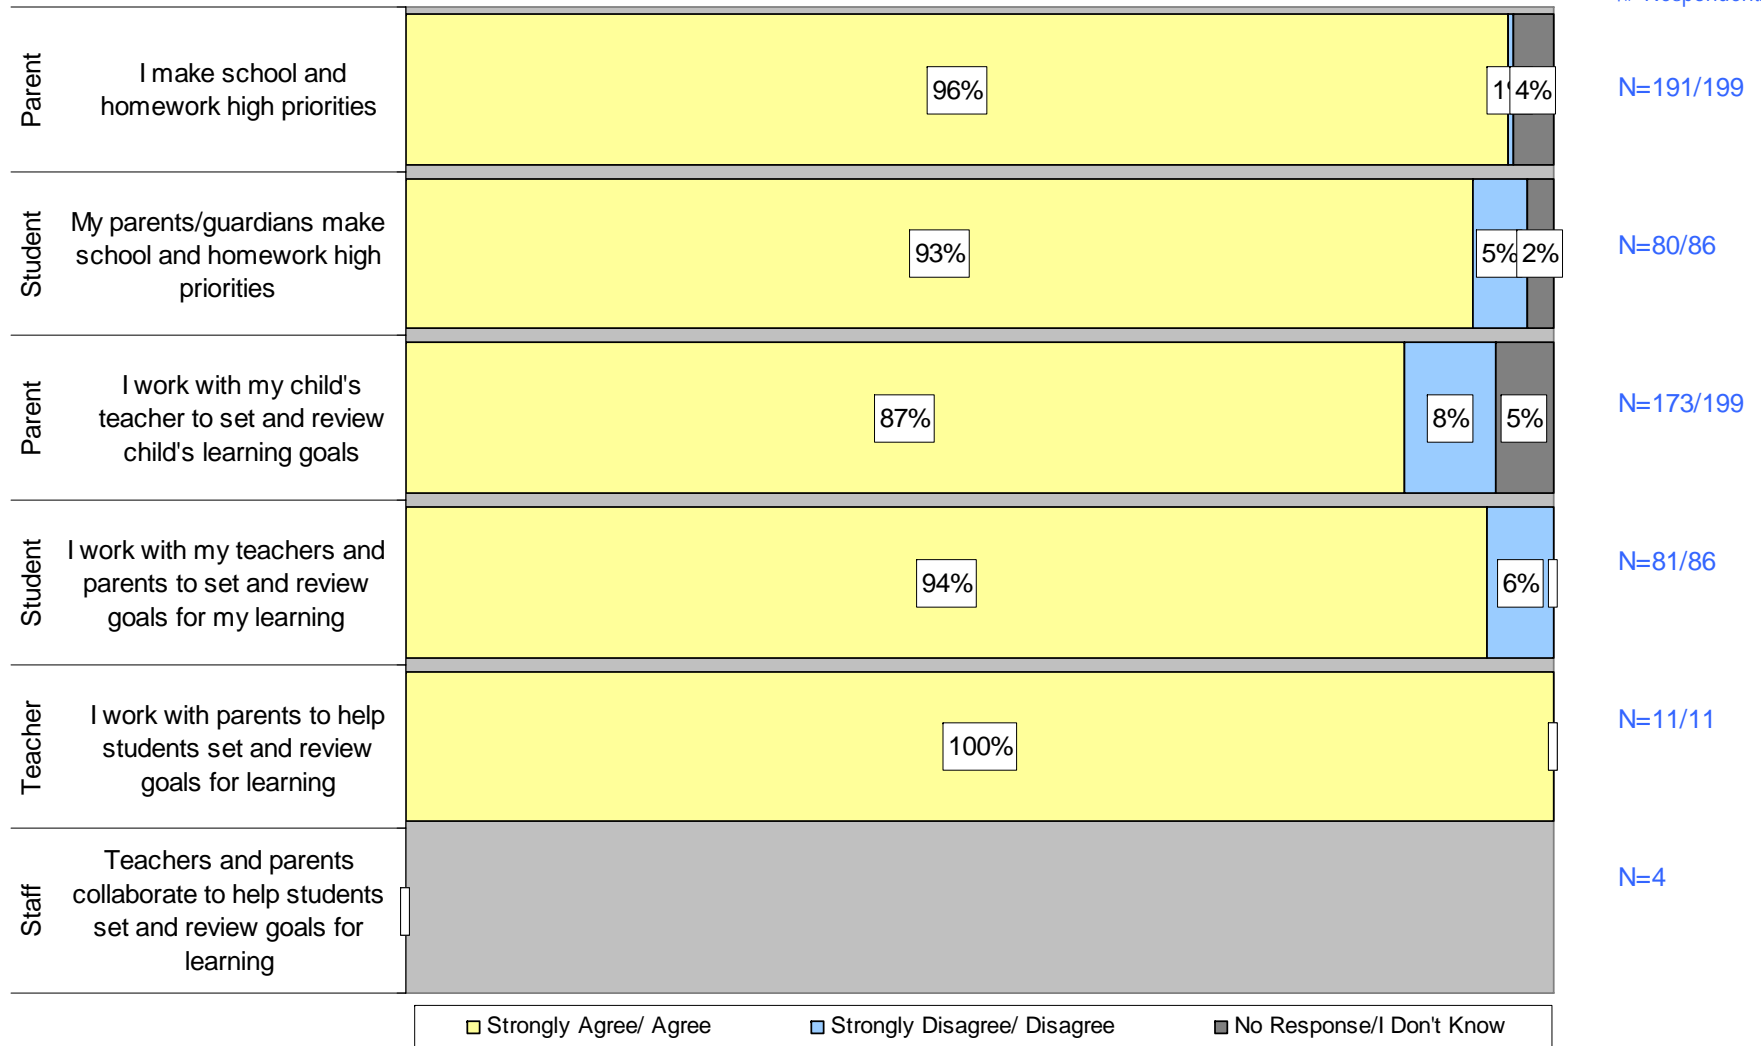 Parent
I make school and
homework high priorities
96%
4%
N=191/199
Student
My parents/guardians make
school and homework high
priorities
93%
5%
2%
N=80/86
Parent
I work with my child's
teacher to set and review
child's learning goals
87%
8%
5%
N=173/199
Student
I work with my teachers and
parents to set and review
goals for my learning
94%
6%
N=81/86
Teacher
I work with parents to help
students set and review
goals for learning
100%
N=11/11
Staff
Teachers and parents
collaborate to help students
set and review goals for
learning
N=4
Strongly Agree/ Agree
Strongly Disagree/ Disagree
No Response/I Don't Know